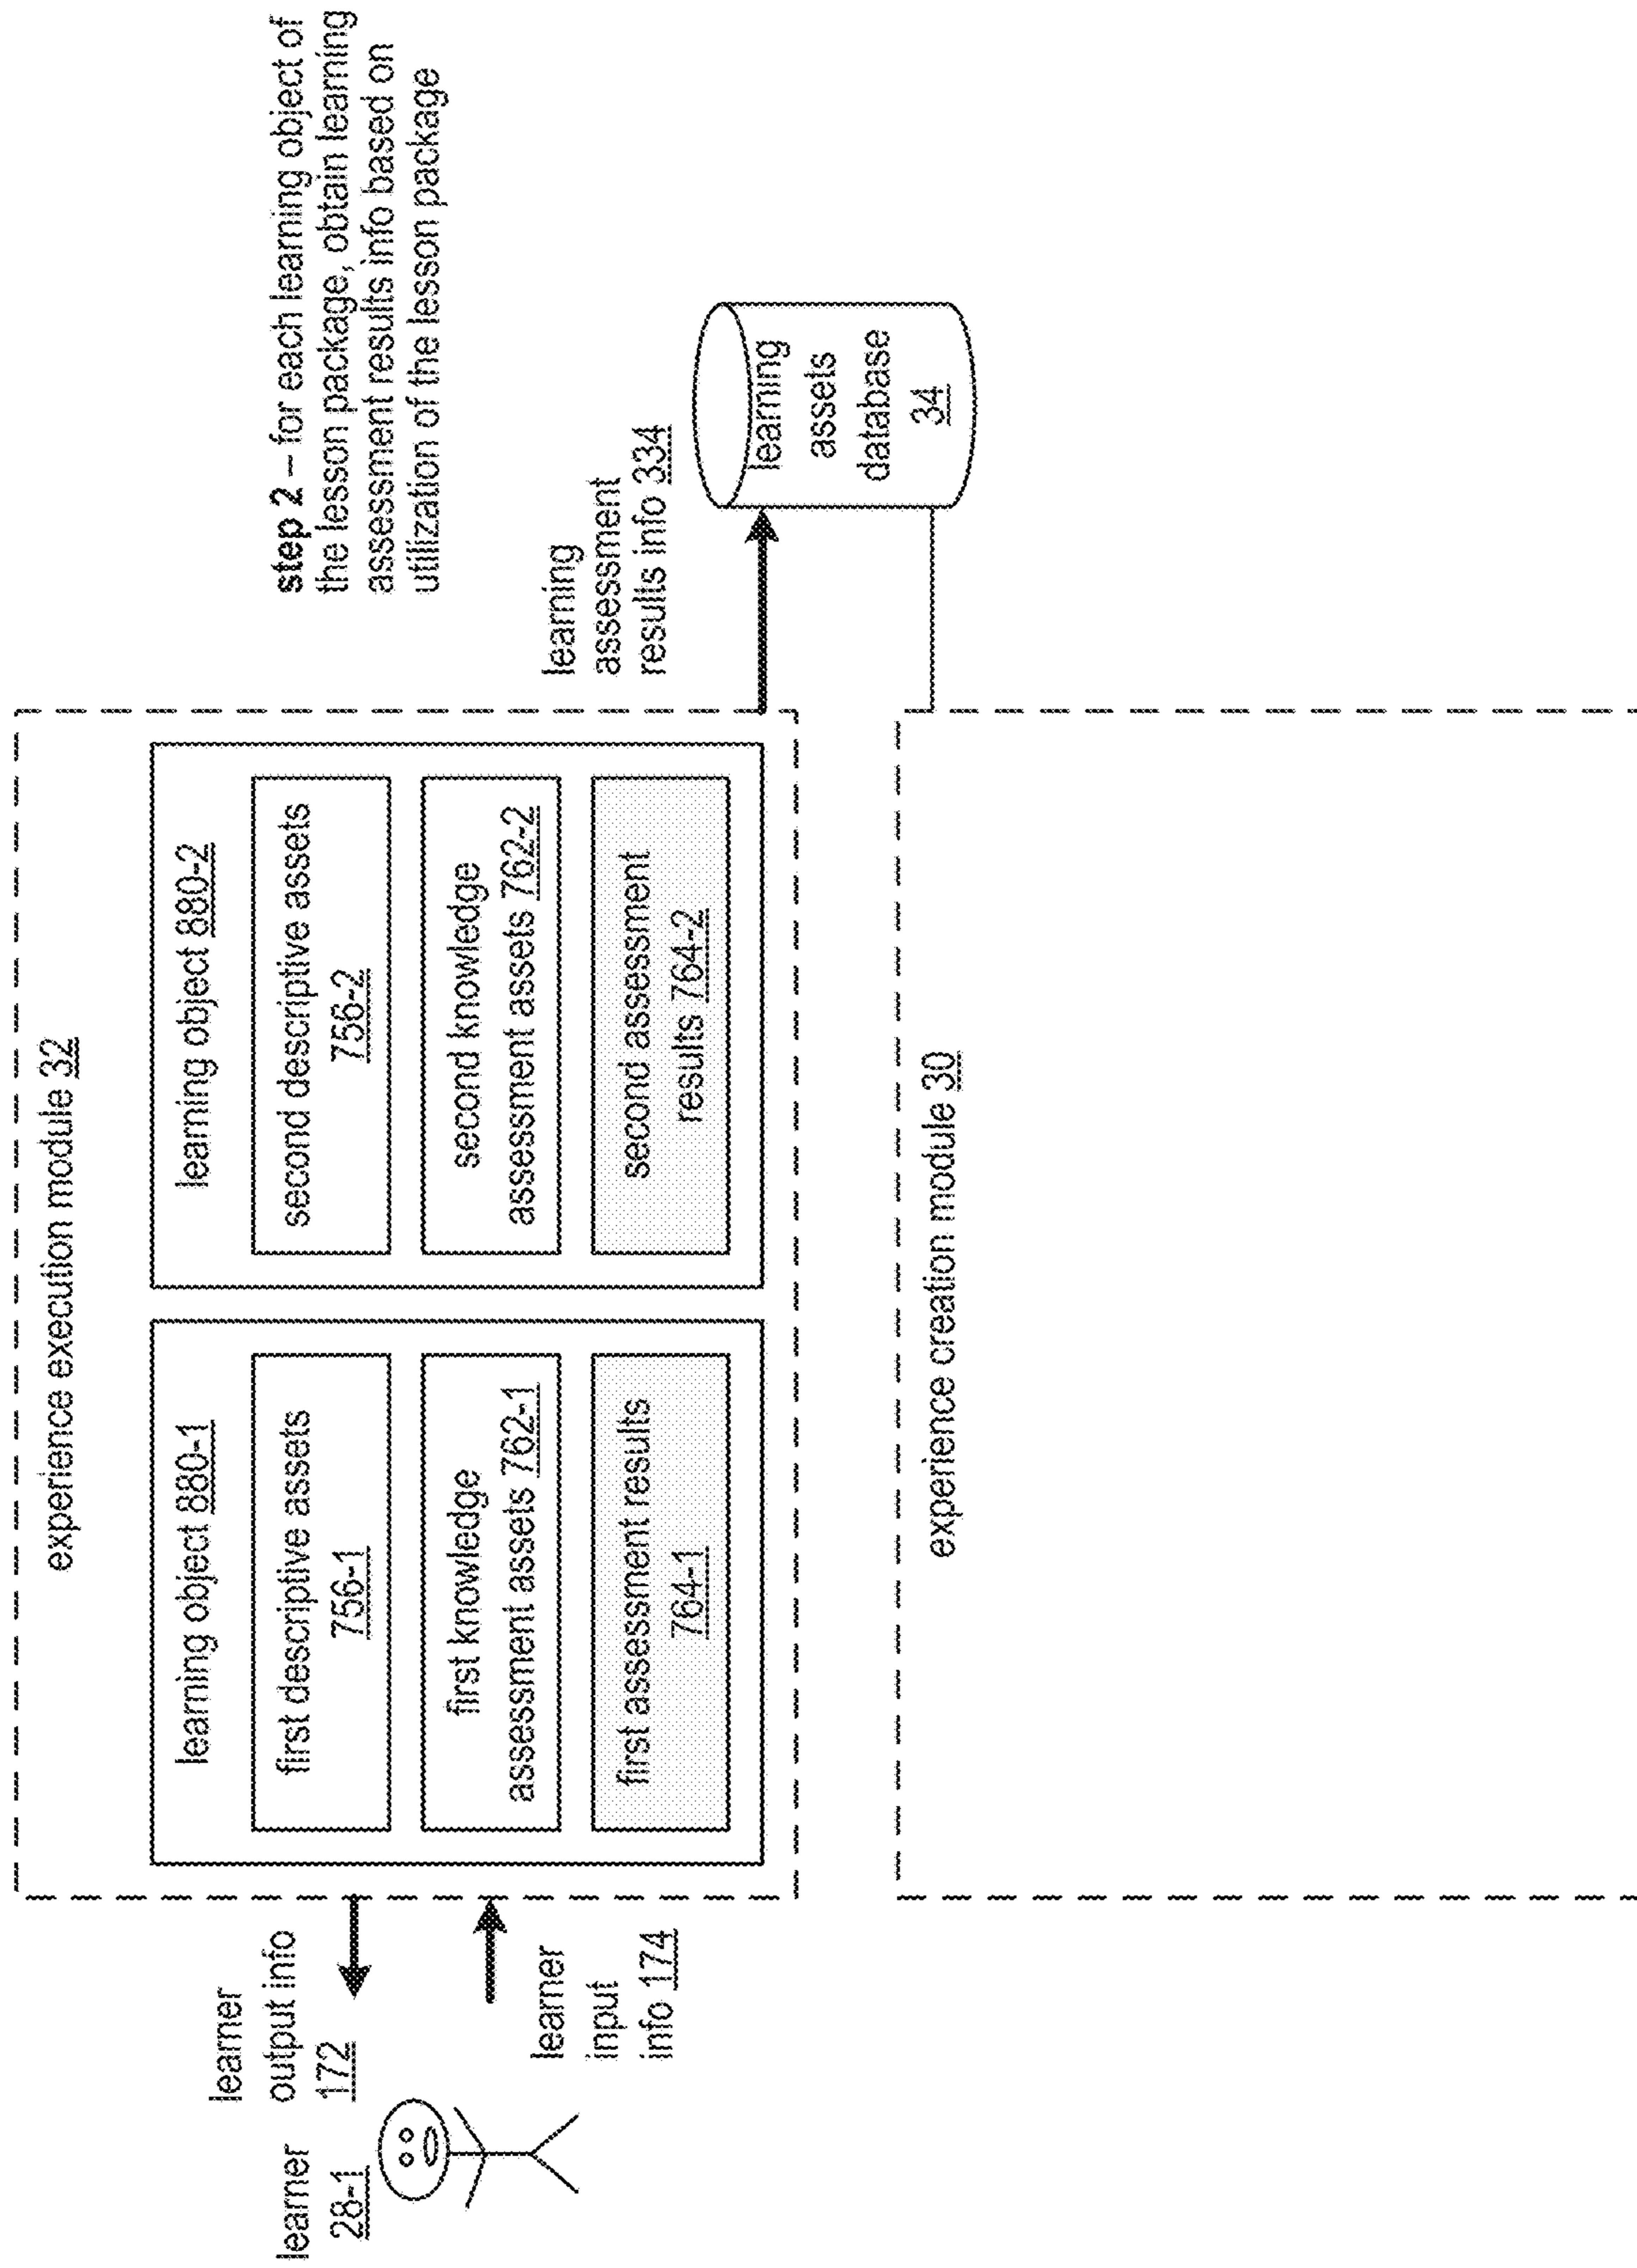 step 2 – for each learning object of
the lesson package, obtain learning
assessment results info based on
utilization of the lesson package
experience execution module 32
learner
28-1
learner
output info
172
learner
input
info 174
learning object 880-1
first descriptive assets
756-1
first knowledge
assessment assets 762-1
first assessment results
764-1
learning object 880-2
second descriptive assets
756-2
second knowledge
assessment assets 762-2
second assessment
results 764-2
learning
assessment
results info 334
learning
assets
database
34
experience creation module 30